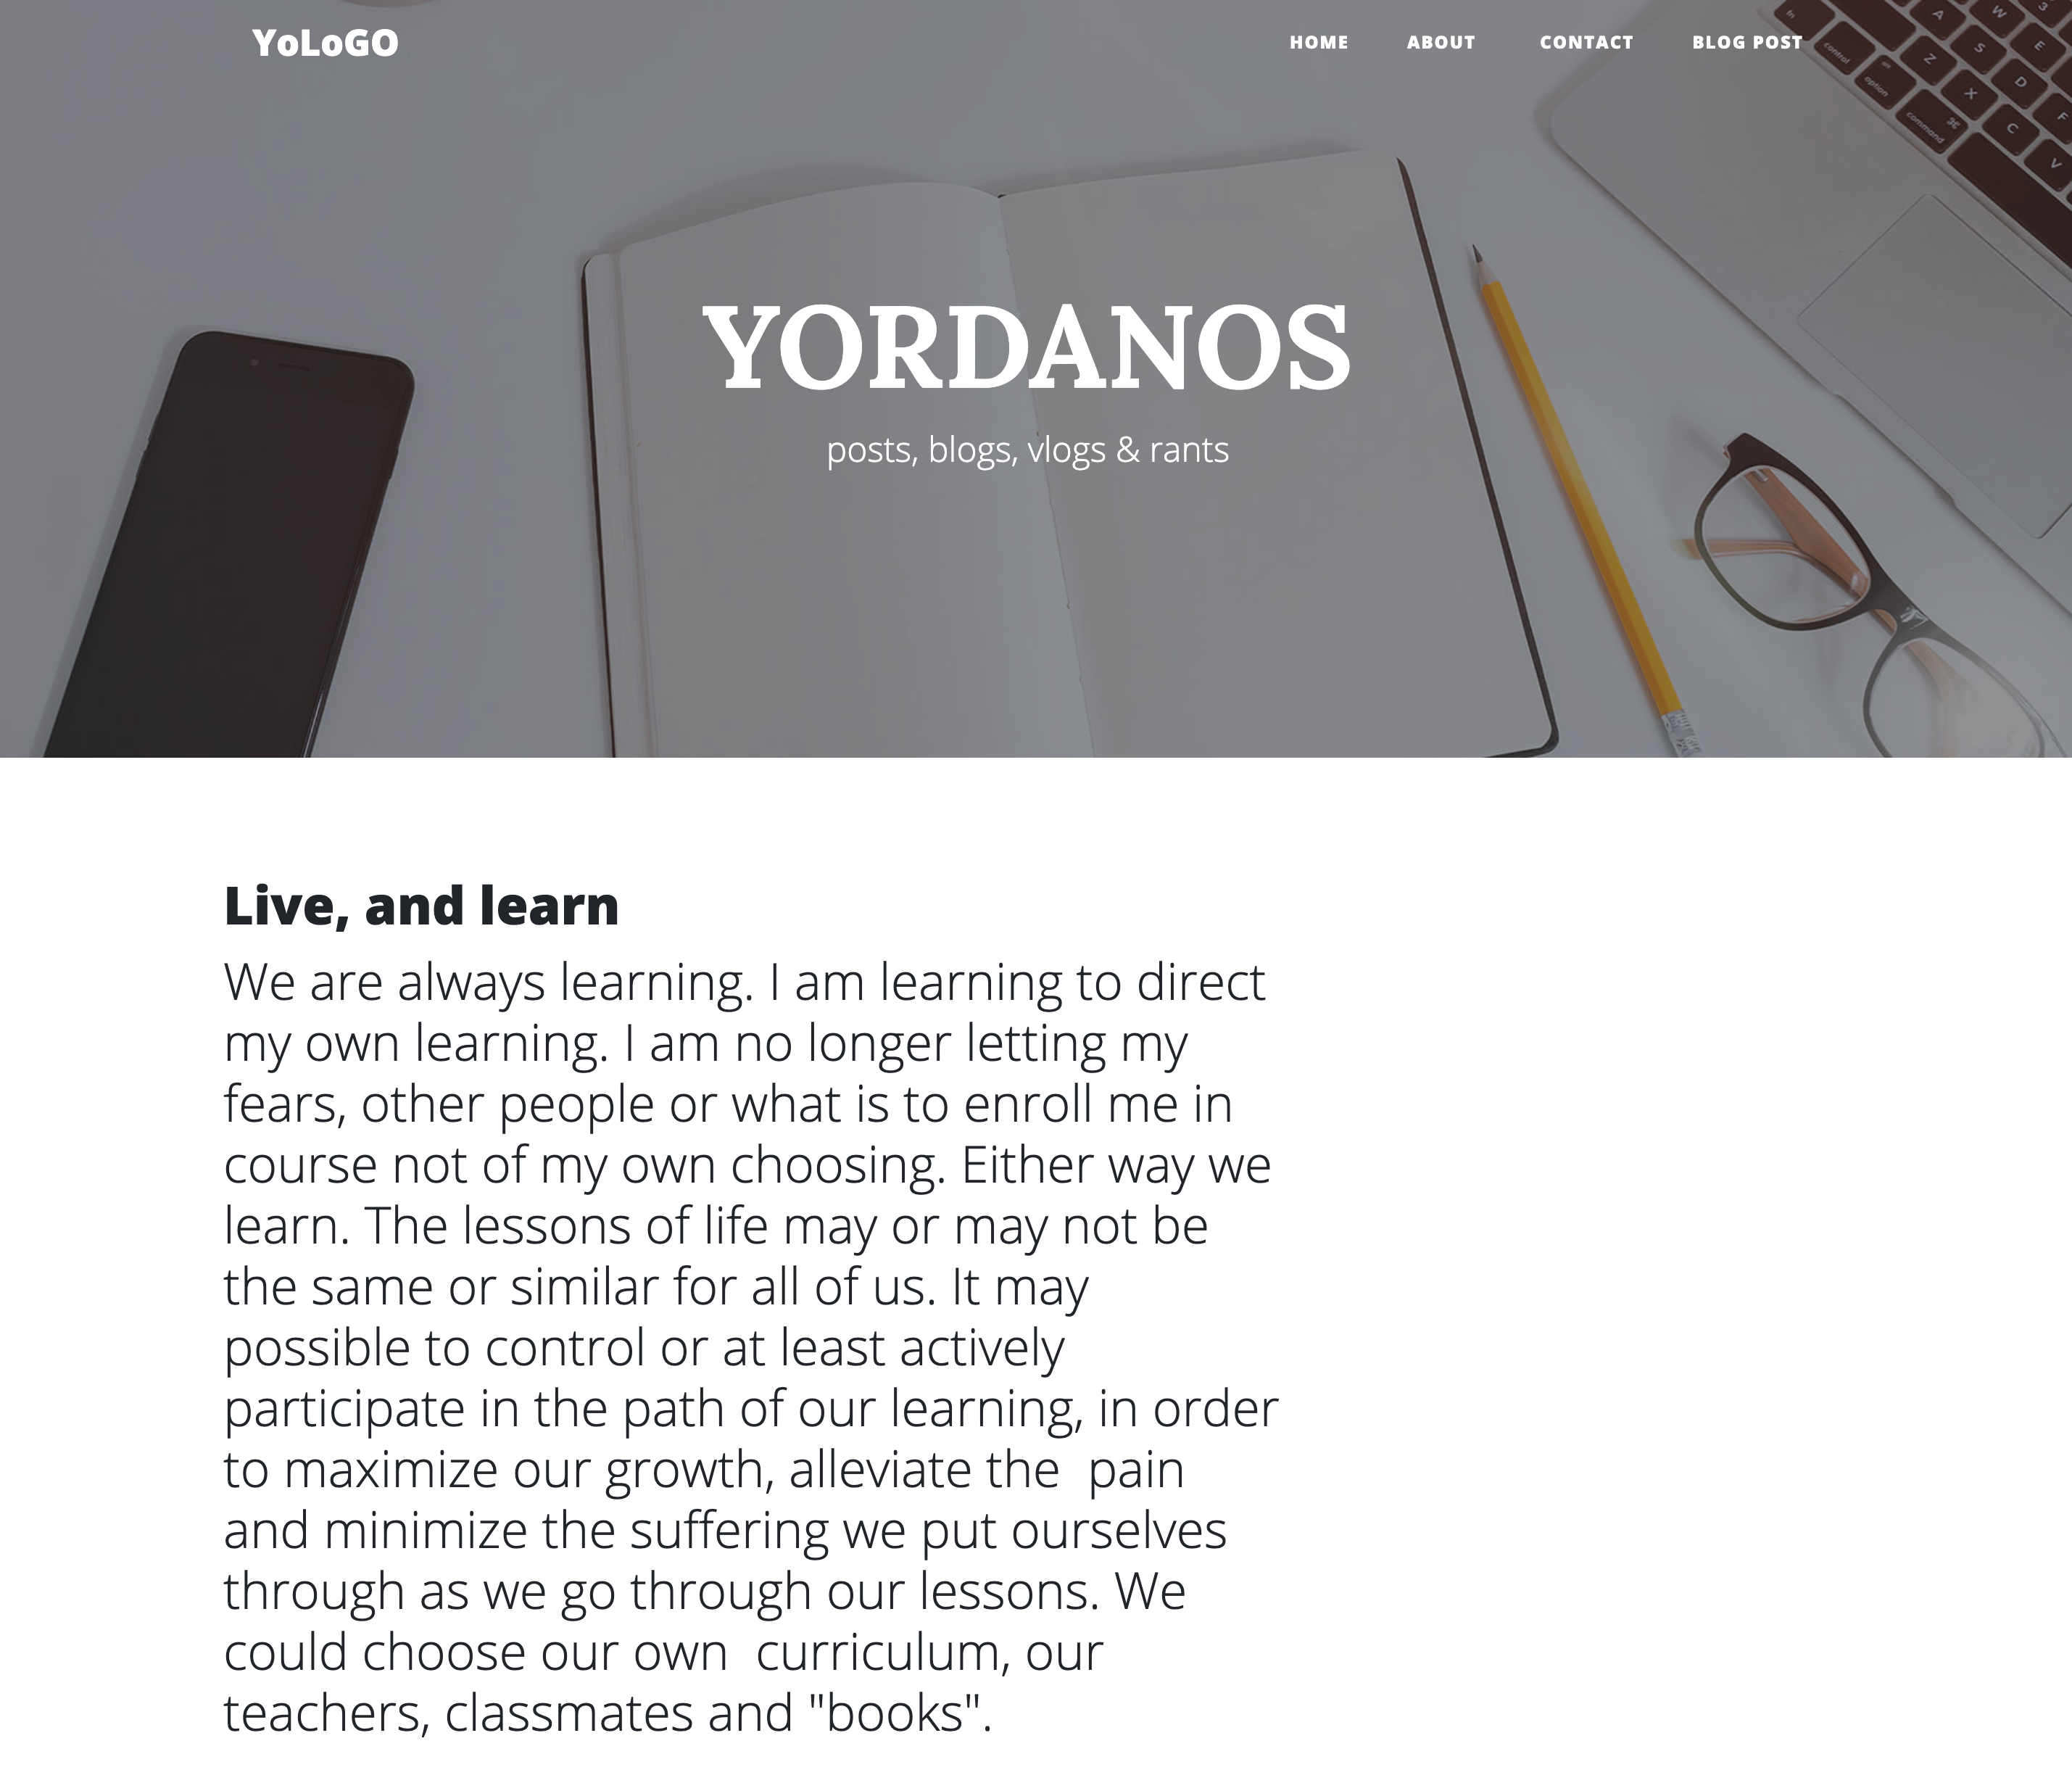 YoLoGO
HOME ABOUT CONTACT BLOG POST
YORDANOS
posts, blogs, vlogs & rants
fn control option command ⌘
A W 3
Z S E
X D
C F
V
Live, and learn
We are always learning. I am learning to direct
my own learning. I am no longer letting my
fears, other people or what is to enroll me in
course not of my own choosing. Either way we
learn. The lessons of life may or may not be
the same or similar for all of us. It may
possible to control or at least actively
participate in the path of our learning, in order
to maximize our growth, alleviate the  pain
and minimize the suffering we put ourselves
through as we go through our lessons. We
could choose our own  curriculum, our
teachers, classmates and "books".